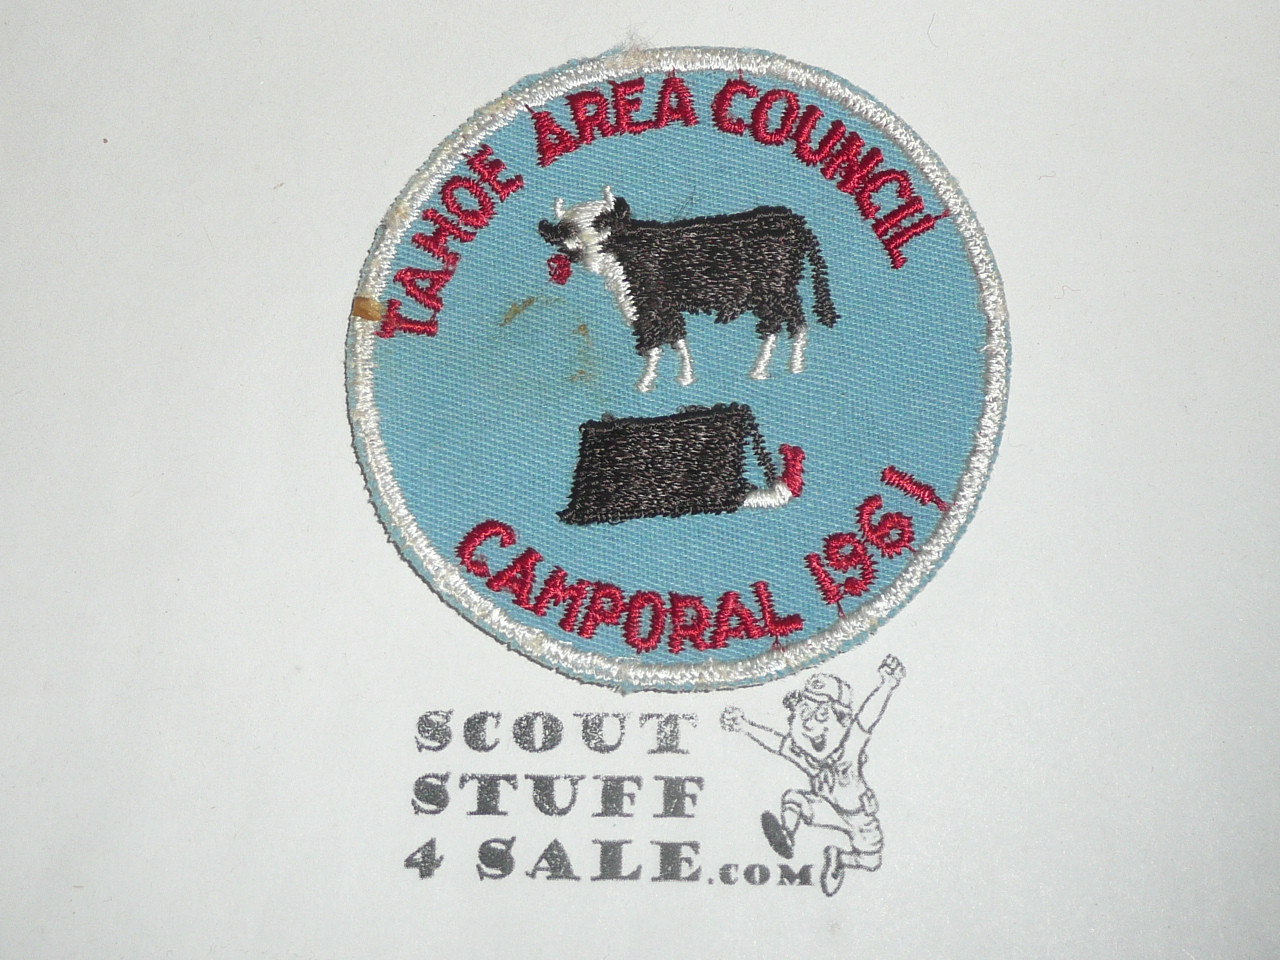 TAHOE AREA COUNCIL
CAMPORAL 1961
SCOUT
STUFF
4 SALE.COM